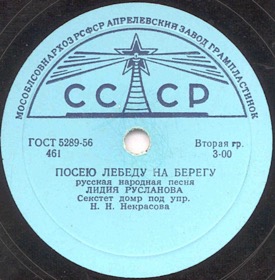 МОСОБЛСОВНАРХОЗ РСФСР АПРЕЛЕВСКИЙ ЗАВОД ГРАМПЛАСТИНОК
СССР
ГОСТ 5289-56
461
Вторая гр.
3-00
ПОСЕЮ ЛЕБЕДУ НА БЕРЕГУ
русская народная песня
ЛИДИЯ РУСЛАНОВА
Секстет домр под упр.
Н. Н. Некрасова